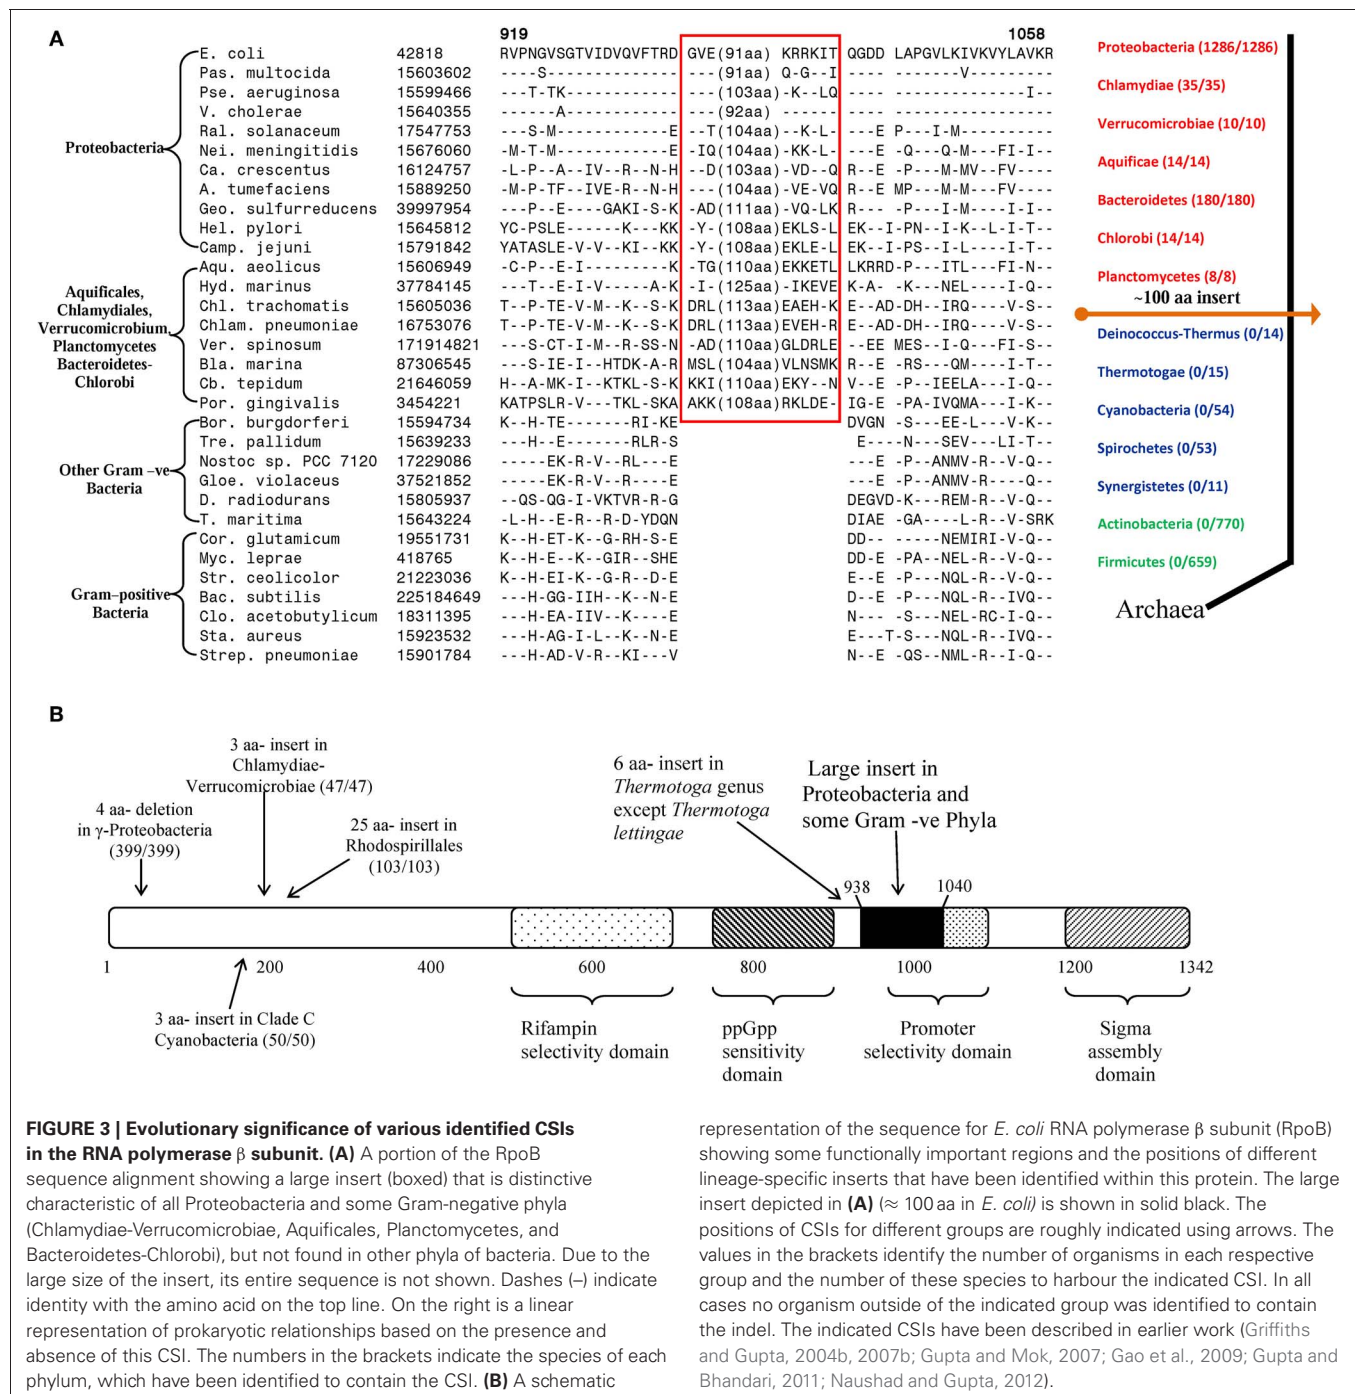 A
919 1058
E. coli 42818 RVPNGVSGTVIDVQVFTRD GVE(91aa) KRRKIT QGDD LAPGVLKIVKVYLAVKR
Pas. multocida 15603602 ----S-------------- ---(91aa) Q-G--I ---- --------V--------
Pse. aeruginosa 15599466 ---T-TK------------ ---(103aa)-K--LQ ---- --------------I--
V. cholerae 15640355 ------A------------ ---(92aa) ------ ---- -----------------
Ral. solanaceum 17547753 ---S-M------------E --T(104aa)--K-L- ---E P---I-M----------
Nei. meningitidis 15676060 -M-T-M------------E -IQ(104aa)-KK-L- ---E -Q--Q-MV---FI-I--
Ca. crescentus 16124757 -L-P--A--IV--R--N-H --D(103aa)-VD--Q R--E --P---M-MV--FV----
A. tumefaciens 15889250 -M-P-TF--IVE-R--N-H ---(104aa)-VE-VQ R--E MP---M-M---FV----
Geo. sulfurreducens 39997954 ---P--E----GAKI-S-K -AD(111aa)-VQ-LK R--- -P---I-M----I-I--
Hel. pylori 15645812 YC-PSLE------K---KK -Y-(108aa)EKLS-L EK--I-PN--I-K--L-I-T--
Camp. jejuni 15791842 YATASLE-V-V--KI--KK -Y-(108aa)EKLE-L EK--I-PS--I-L----I-T--
Aqu. aeolicus 15606949 -C-P--E-I--------K- -TG(110aa)EKKETL LKRRD-P---ITL---FI-N--
Hyd. marinus 37784145 ---T--E-I-V----A-K -I-(125aa)-IKEVE K-A- -K---NEL----I-Q--
Chl. trachomatis 15605036 T--P-TEV-M--K--S-K DRL(113aa)EAEH-K E--AD-DH--IRQ----V-S--
Chlam. pneumoniae 16753076 T--P-TEV-M--K--S-K DRL(113aa)EVEH-R E--AD-DH--IRQ----V-S--
Ver. spinosum 171914821 ---S-CT-I-M--R-SS-N -AD(110aa)GLDRLE --EE MES--I-Q---FI-S--
Bla. marina 87306545 ---S-IE-I--HTDK-A-R MSL(104aa)VLNSMK R--E --RS---QM----I-T--
Cb. tepidum 21646059 H--A-MK-I--KTKL-S-K KKI(110aa)EKY--N V--E -P--IEELA---I-Q--
Por. gingivalis 3454221 KATPSLR-V---TKL-SKA AKK(108aa)RKLDE- IG-E -PA-IVQMA---I-K--
Bor. burgdorferi 15594734 K--H-TE-------RI-KE DVGN -S---EE-L---V-K--
Tre. pallidum 15639233 ---H--E-------RLR-S E--- -N---SEV---LI-T--
Nostoc sp. PCC 7120 17229086 -----EK-R-V--RL---E ---E -P--ANMV-R--V-Q--
Gloe. violaceus 37521852 -----EK-R-V--R----E ---E -P--ANMV-R----Q--
D. radiodurans 15805937 --QS-QG-I-VKTVR-R-G DEGVD-K---REM-R--V-Q--
T. maritima 15643224 -L-H--E-R--R-D-YDQN DIAE -GA----L-R--V-SRK
Cor. glutamicum 19551731 K--H-ET-K--G-RH-S-E DD-- ---NEMIRI-V-Q--
Myc. leprae 418765 K--H-E--K--GIR--SHE DD-E -PA--NEL-R--V-Q--
Str. ceolicolor 21223036 K--H-EI-K--G-R--D-E E--E -P---NQL-R--V-Q--
Bac. subtilis 225184649 ---H-GG-IIH--K--N-E D--E -P---NQL-R--IVQ--
Clo. acetobutylicum 18311395 ---H-EA-IIV--K----E N--- -S---NEL-RC-I-Q--
Sta. aureus 15923532 ---H-AG-I-L--K--N-E E---T-S---NQL-R--IVQ--
Strep. pneumoniae 15901784 ---H-AD-V-R--KI---V N--E -QS--NML-R--I-Q--
Proteobacteria
Aquificales,
Chlamydiales,
Verrucomicrobium,
Planctomycetes
Bacteroidetes-
Chlorobi
Other Gram –ve
Bacteria
Gram–positive
Bacteria
Proteobacteria (1286/1286)
Chlamydiae (35/35)
Verrucomicrobiae (10/10)
Aquificae (14/14)
Bacteroidetes (180/180)
Chlorobi (14/14)
Planctomycetes (8/8)
~100 aa insert
Deinococcus-Thermus (0/14)
Thermotogae (0/15)
Cyanobacteria (0/54)
Spirochetes (0/53)
Synergistetes (0/11)
Actinobacteria (0/770)
Firmicutes (0/659)
Archaea
B
3 aa- insert in
Chlamydiae-
Verrucomicrobiae (47/47)
4 aa- deletion
in γ-Proteobacteria
(399/399)
25 aa- insert in
Rhodospirillales
(103/103)
6 aa- insert in
Thermotoga genus
except Thermotoga
lettingae
Large insert in
Proteobacteria and
some Gram -ve Phyla
938 1040
1 200 400 600 800 1000 1200 1342
3 aa- insert in Clade C
Cyanobacteria (50/50)
Rifampin
selectivity domain
ppGpp
sensitivity
domain
Promoter
selectivity domain
Sigma
assembly
domain
FIGURE 3 | Evolutionary significance of various identified CSIs
in the RNA polymerase β subunit. (A) A portion of the RpoB
sequence alignment showing a large insert (boxed) that is distinctive
characteristic of all Proteobacteria and some Gram-negative phyla
(Chlamydiae-Verrucomicrobiae, Aquificales, Planctomycetes, and
Bacteroidetes-Chlorobi), but not found in other phyla of bacteria. Due to the
large size of the insert, its entire sequence is not shown. Dashes (–) indicate
identity with the amino acid on the top line. On the right is a linear
representation of prokaryotic relationships based on the presence and
absence of this CSI. The numbers in the brackets indicate the species of each
phylum, which have been identified to contain the CSI. (B) A schematic
representation of the sequence for E. coli RNA polymerase β subunit (RpoB)
showing some functionally important regions and the positions of different
lineage-specific inserts that have been identified within this protein. The large
insert depicted in (A) (≈ 100 aa in E. coli) is shown in solid black. The
positions of CSIs for different groups are roughly indicated using arrows. The
values in the brackets identify the number of organisms in each respective
group and the number of these species to harbour the indicated CSI. In all
cases no organism outside of the indicated group was identified to contain
the indel. The indicated CSIs have been described in earlier work (Griffiths
and Gupta, 2004b, 2007b; Gupta and Mok, 2007; Gao et al., 2009; Gupta and
Bhandari, 2011; Naushad and Gupta, 2012).